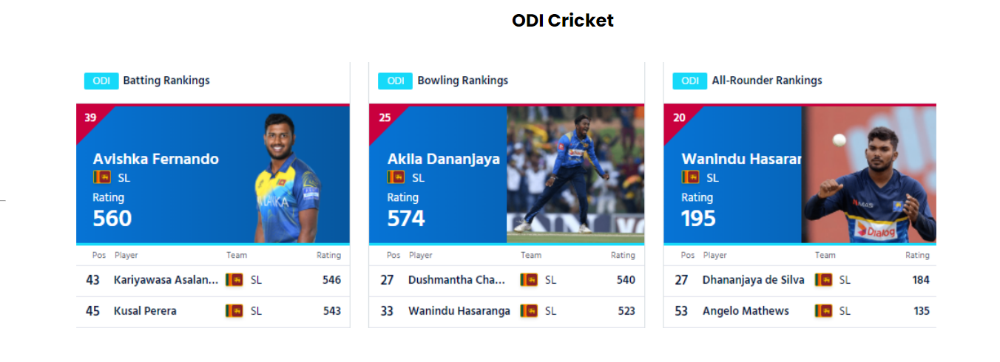 ODI Cricket
ODI Batting Rankings
39
Avishka Fernando
SL
Rating
560
Pos Player Team Rating
43 Kariyawasa Asalan... SL 546
45 Kusal Perera SL 543
ODI Bowling Rankings
25
Akila Dananjaya
SL
Rating
574
Pos Player Team Rating
27 Dushmantha Cha... SL 540
33 Wanindu Hasaranga SL 523
ODI All-Rounder Rankings
20
Wanindu Hasarar
SL
Rating
195
MAS
Dialog
Pos Player Team Rating
27 Dhananjaya de Silva SL 184
53 Angelo Mathews SL 135